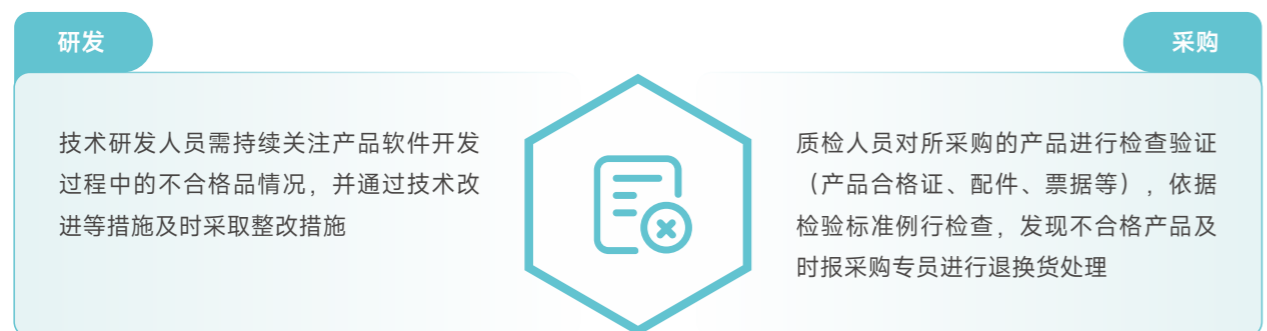 研发
技术研发人员需持续关注产品软件开发
过程中的不合格品情况，并通过技术改
进等措施及时采取整改措施
采购
质检人员对所采购的产品进行检查验证
（产品合格证、配件、票据等），依据
检验标准例行检查，发现不合格产品及
时报采购专员进行退换货处理